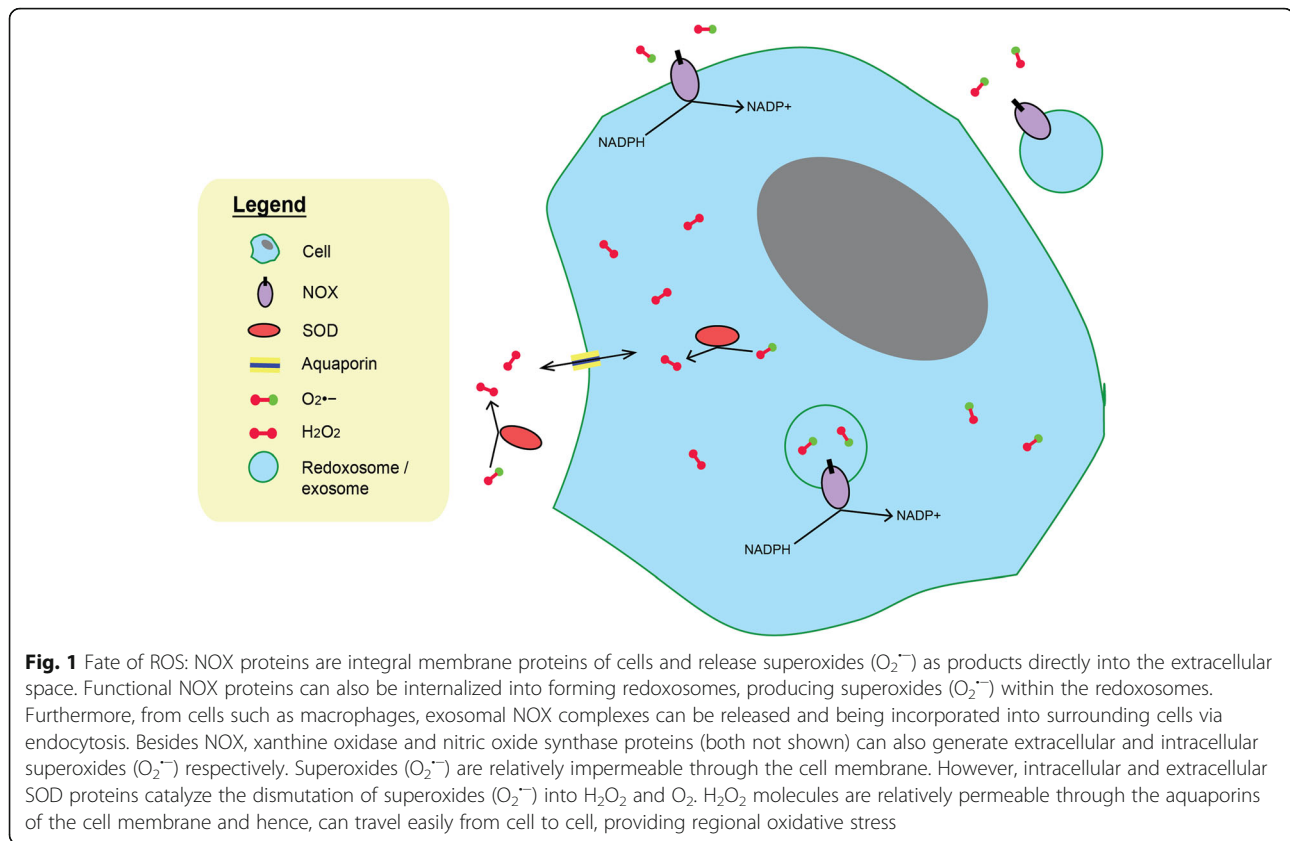 NADP+
NADPH
Legend
Cell
NOX
SOD
Aquaporin
O2•−
H2O2
Redoxosome /
exosome
NADP+
NADPH
Fig. 1 Fate of ROS: NOX proteins are integral membrane proteins of cells and release superoxides (O₂˙⁻) as products directly into the extracellular
space. Functional NOX proteins can also be internalized into forming redoxosomes, producing superoxides (O₂˙⁻) within the redoxosomes.
Furthermore, from cells such as macrophages, exosomal NOX complexes can be released and being incorporated into surrounding cells via
endocytosis. Besides NOX, xanthine oxidase and nitric oxide synthase proteins (both not shown) can also generate extracellular and intracellular
superoxides (O₂˙⁻) respectively. Superoxides (O₂˙⁻) are relatively impermeable through the cell membrane. However, intracellular and extracellular
SOD proteins catalyze the dismutation of superoxides (O₂˙⁻) into H₂O₂ and O₂. H₂O₂ molecules are relatively permeable through the aquaporins
of the cell membrane and hence, can travel easily from cell to cell, providing regional oxidative stress